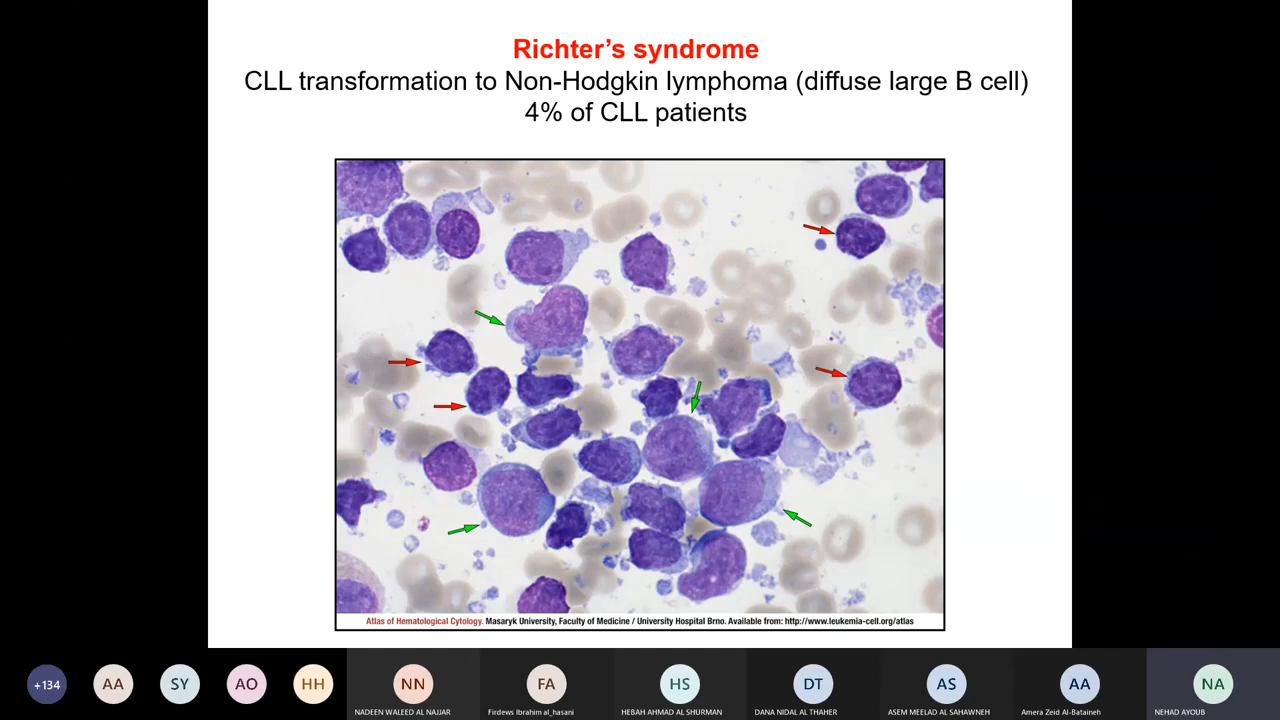 Richter's syndrome
CLL transformation to Non-Hodgkin lymphoma (diffuse large B cell)
4% of CLL patients
Atlas of Hematological Cytology. Masaryk University, Faculty of Medicine / University Hospital Brno. Available from: http://www.leukemia-cell.org/atlas
+134
AA
SY
AO
HH
NN
FA
HS
DT
AS
AA
NA
NADEEN WALEED AL NAJJAR
Firdews Ibrahim al_hasani
HEBAH AHMAD AL SHURMAN
DANA NIDAL AL THAHER
ASEM MEELAD AL SAHAWNEH
Amera Zeid Al-Bataineh
NEHAD AYOUB